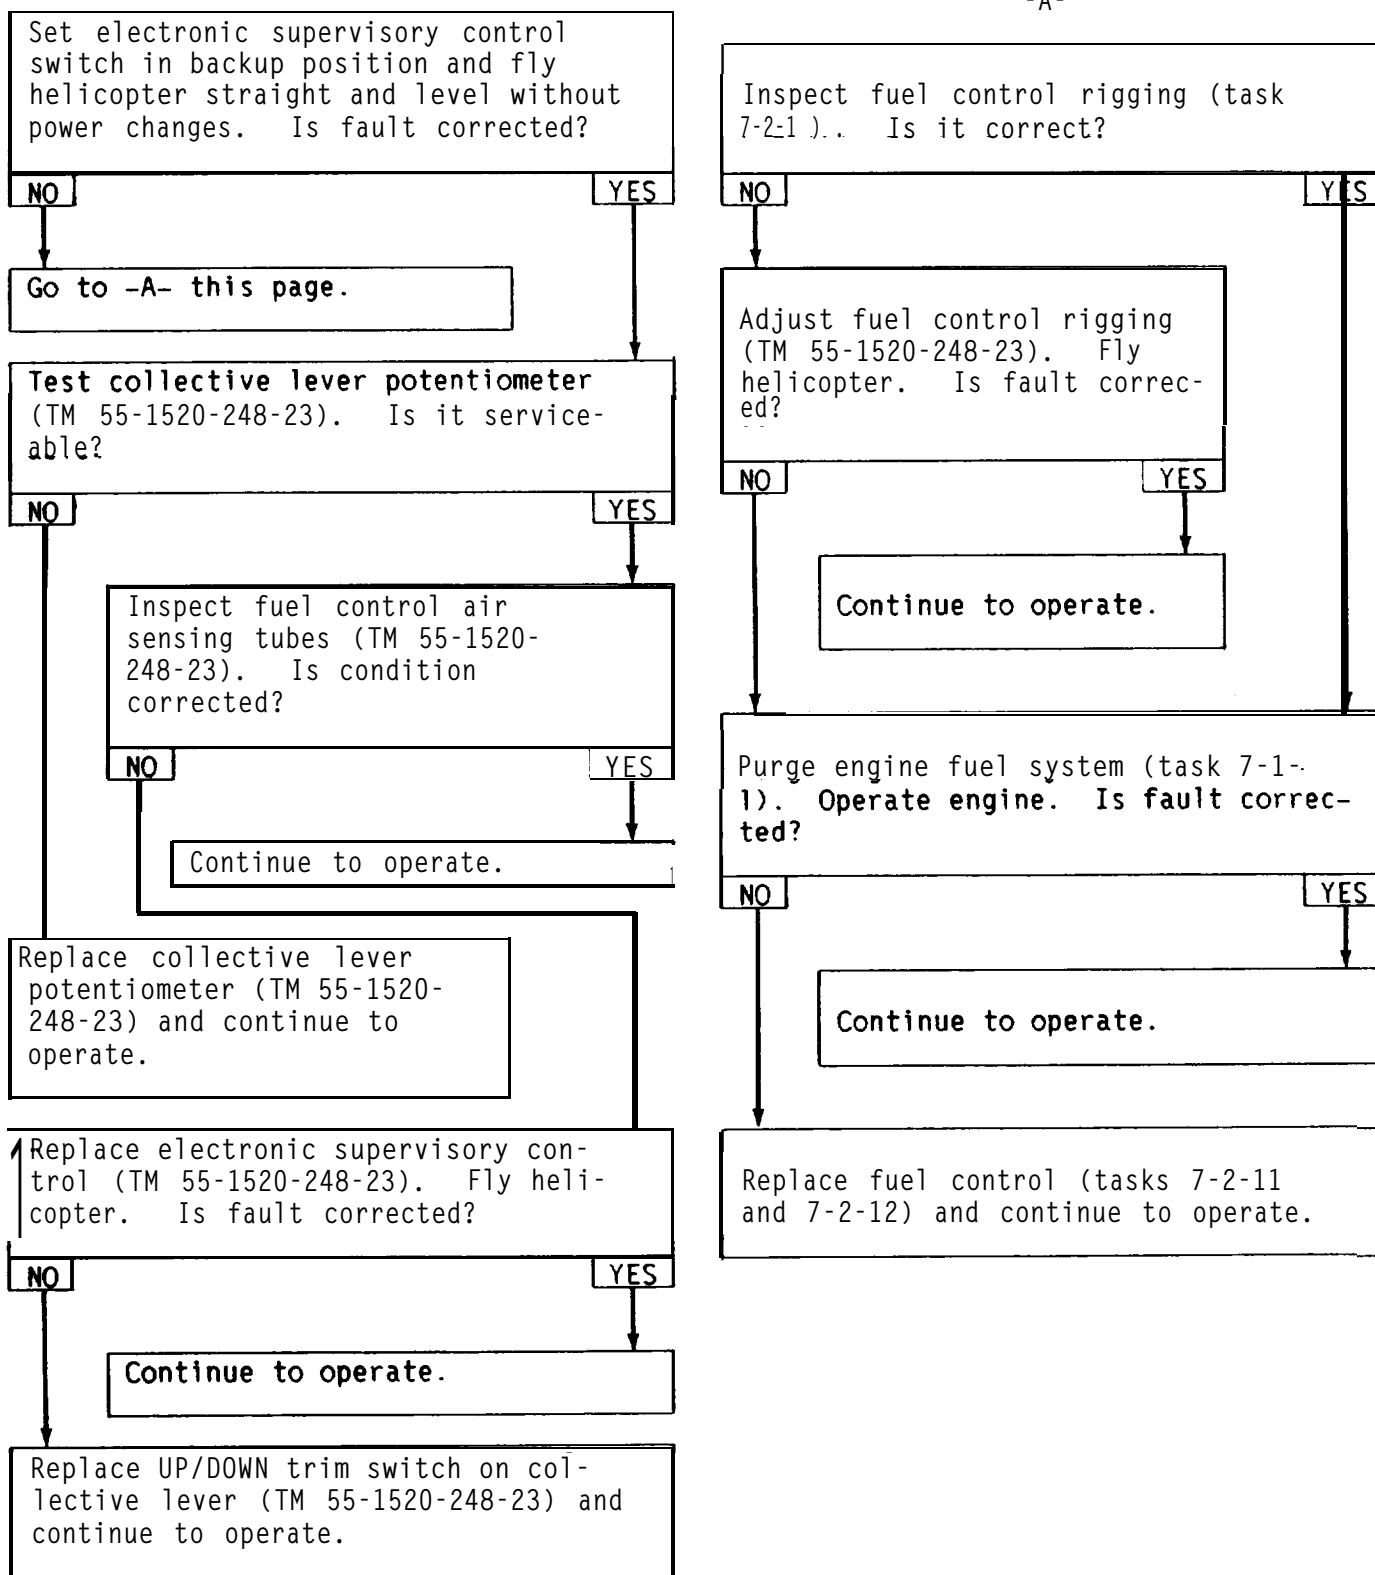 Set electronic supervisory control
switch in backup position and fly
helicopter straight and level without
power changes. Is fault corrected?
NO
YES
Go to -A- this page.
Test collective lever potentiometer
(TM 55-1520-248-23). Is it service-
able?
NO
YES
Inspect fuel control air
sensing tubes (TM 55-1520-
248-23). Is condition
corrected?
NO
YES
Continue to operate.
Replace collective lever
potentiometer (TM 55-1520-
248-23) and continue to
operate.
Replace electronic supervisory con-
trol (TM 55-1520-248-23). Fly heli-
copter. Is fault corrected?
NO
YES
Continue to operate.
Replace UP/DOWN trim switch on col-
lective lever (TM 55-1520-248-23) and
continue to operate.
-A-
Inspect fuel control rigging (task
7-2-1 ).. Is it correct?
NO
YES
Adjust fuel control rigging
(TM 55-1520-248-23). Fly
helicopter. Is fault correc-
ed?
NO
YES
Continue to operate.
Purge engine fuel system (task 7-1-
1). Operate engine. Is fault correc-
ted?
NO
YES
Continue to operate.
Replace fuel control (tasks 7-2-11
and 7-2-12) and continue to operate.